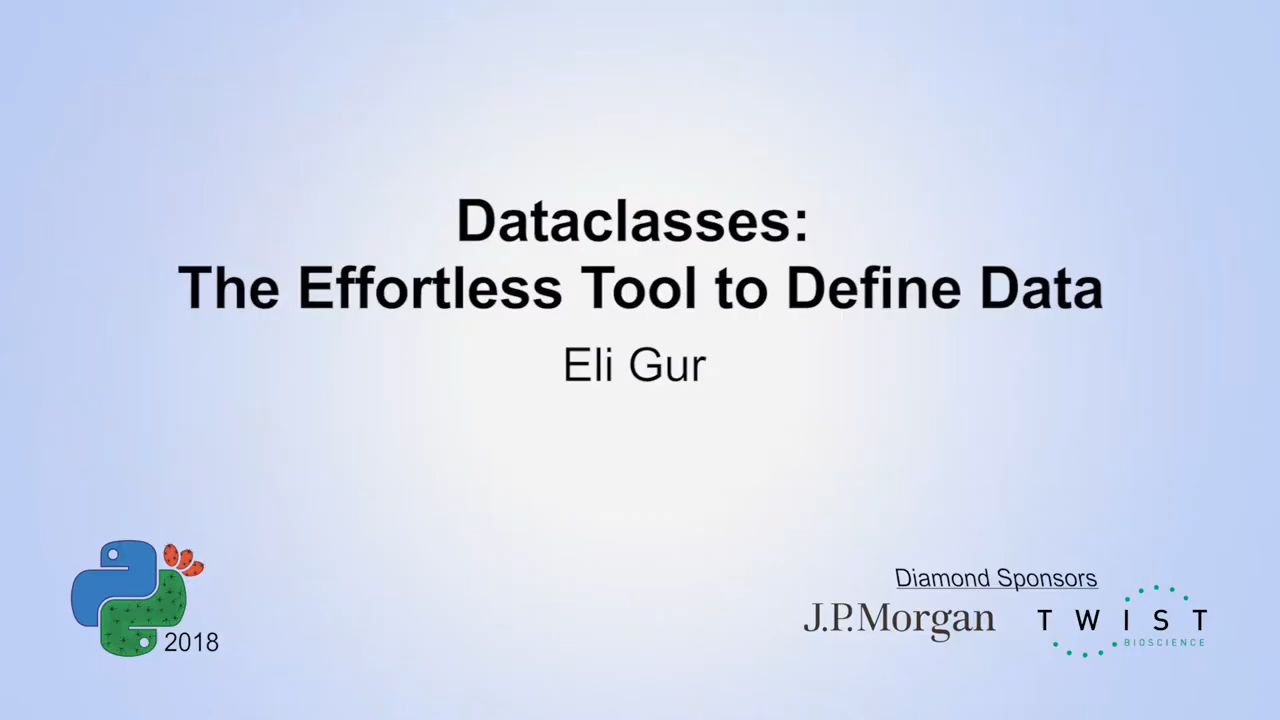 Dataclasses:
The Effortless Tool to Define Data
Eli Gur
2018
Diamond Sponsors
J.P.Morgan
TWIST
BIOSCIENCE